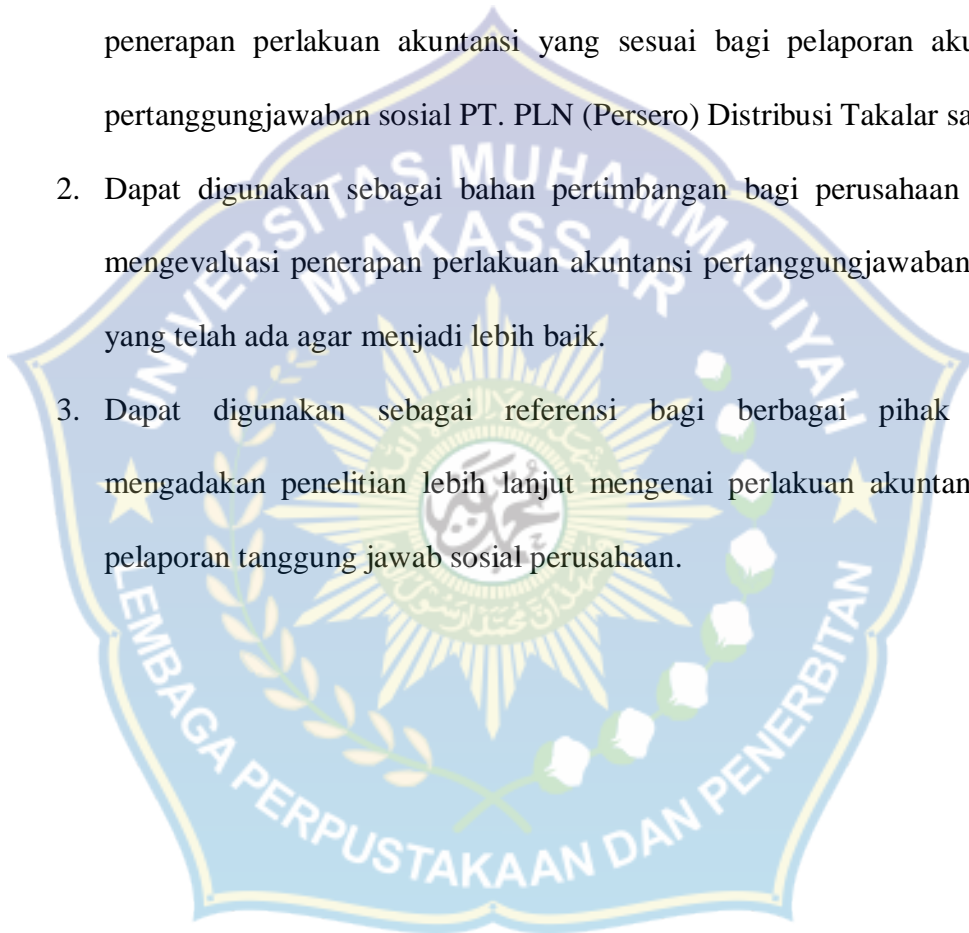 penerapan perlakuan akuntansi yang sesuai bagi pelaporan
pertanggungjawaban sosial PT. PLN (Persero) Distribusi Takalar
2. Dapat digunakan sebagai bahan pertimbangan bagi perusahaan
mengevaluasi penerapan perlakuan akuntansi pertanggungjawaban
yang telah ada agar menjadi lebih baik.
3. Dapat digunakan sebagai referensi bagi berbagai pihak
mengadakan penelitian lebih lanjut mengenai perlakuan
pelaporan tanggung jawab sosial perusahaan.
UNIVERSITAS MUHAMMADIYAH
MAKASSAR
LEMBAGA PERPUSTAKAAN DAN PENERBITAN